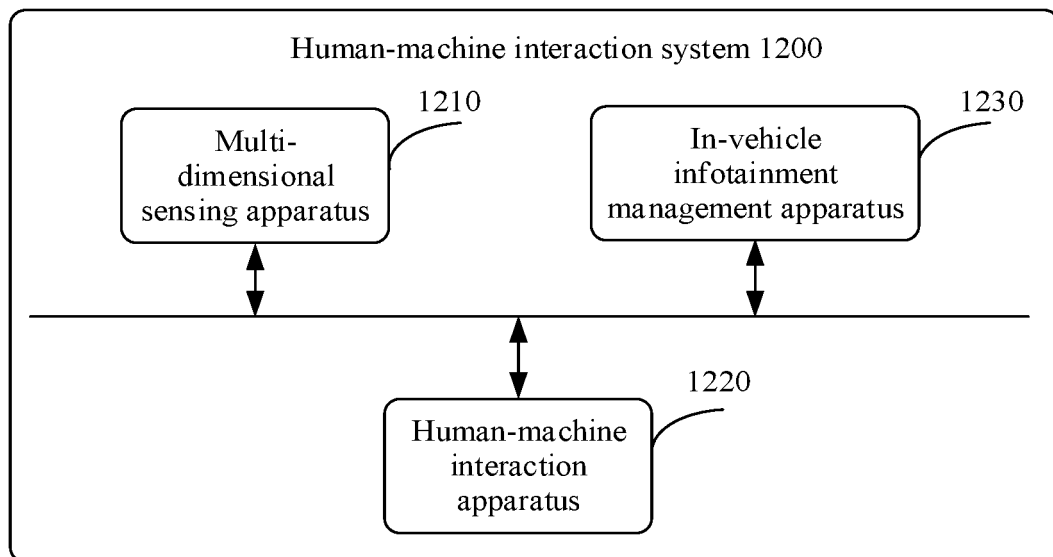 Human-machine interaction system 1200
1210
Multi-
dimensional
sensing apparatus
1230
In-vehicle
infotainment
management apparatus
1220
Human-machine
interaction
apparatus